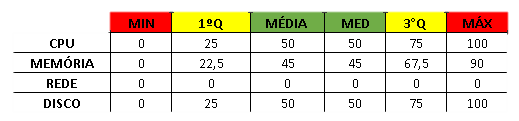 MIN 1ºQ MÉDIA MED 3°Q MÁX
CPU 0 25 50 50 75 100
MEMÓRIA 0 22,5 45 45 67,5 90
REDE 0 0 0 0 0 0
DISCO 0 25 50 50 75 100